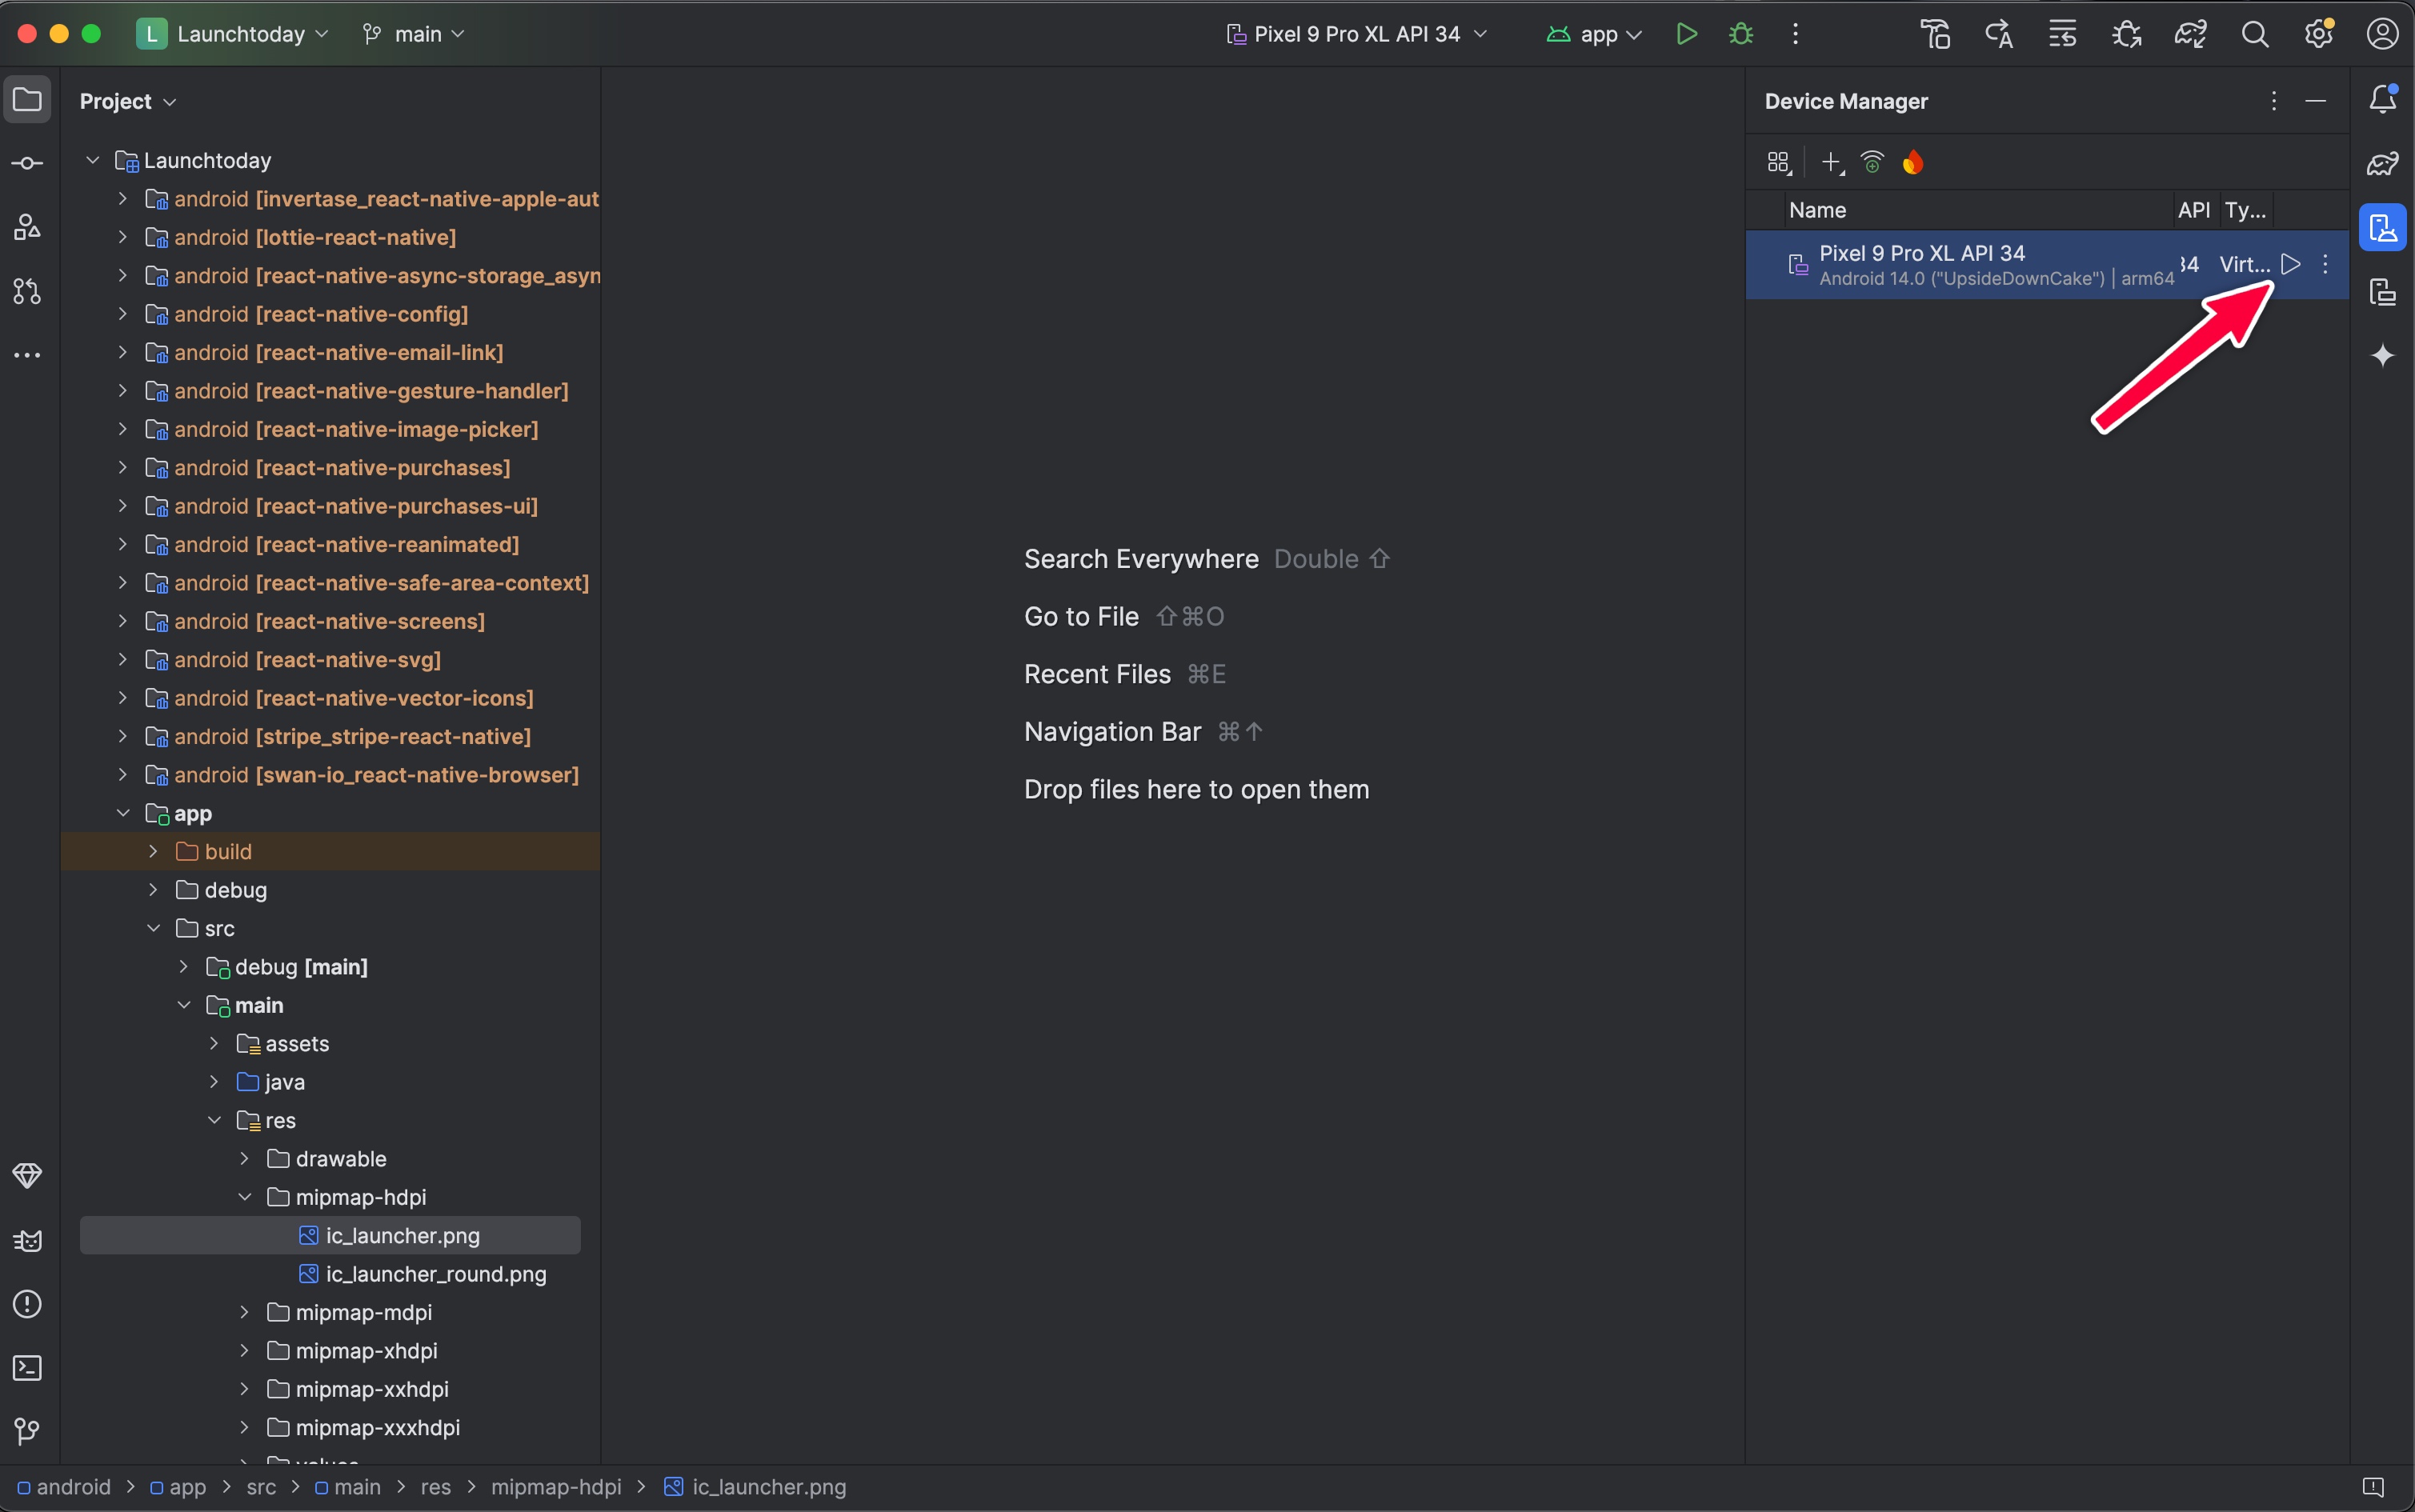 L Launchtoday main Pixel 9 Pro XL API 34 app
Project
Launchtoday
android [invertase_react-native-apple-aut
android [lottie-react-native]
android [react-native-async-storage_asyn
android [react-native-config]
android [react-native-email-link]
android [react-native-gesture-handler]
android [react-native-image-picker]
android [react-native-purchases]
android [react-native-purchases-ui]
android [react-native-reanimated]
android [react-native-safe-area-context]
android [react-native-screens]
android [react-native-svg]
android [react-native-vector-icons]
android [stripe_stripe-react-native]
android [swan-io_react-native-browser]
app
build
debug
src
debug [main]
main
assets
java
res
drawable
mipmap-hdpi
ic_launcher.png
ic_launcher_round.png
mipmap-mdpi
mipmap-xhdpi
mipmap-xxhdpi
mipmap-xxxhdpi
values
Search Everywhere Double ⇧
Go to File ⇧⌘O
Recent Files ⌘E
Navigation Bar ⌘↑
Drop files here to open them
Device Manager
Name API Ty...
Pixel 9 Pro XL API 34
Android 14.0 ("UpsideDownCake") | arm64
34 Virt...
android > app > src > main > res > mipmap-hdpi > ic_launcher.png